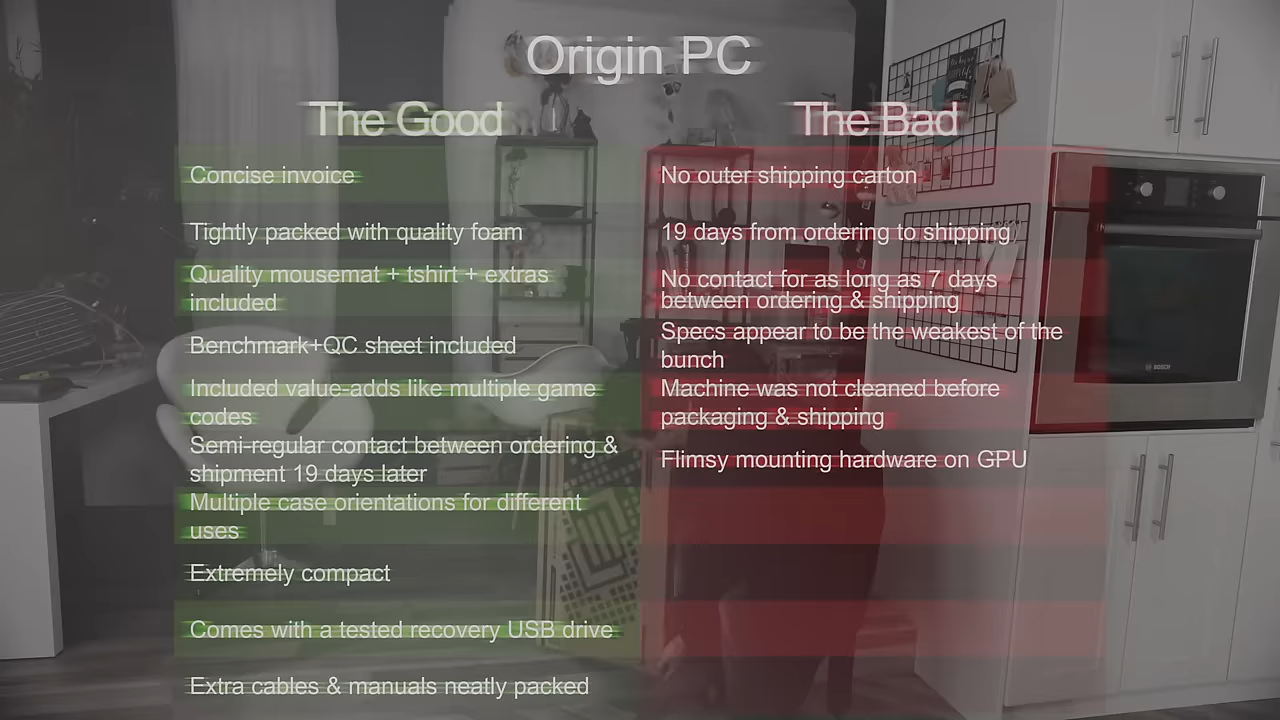 Origin PC
The Good
The Bad
Concise invoice
Tightly packed with quality foam
Quality mousemat + tshirt + extras
included
Benchmark+QC sheet included
Included value-adds like multiple game
codes
Semi-regular contact between ordering &
shipment 19 days later
Multiple case orientations for different
uses
Extremely compact
Comes with a tested recovery USB drive
Extra cables & manuals neatly packed
No outer shipping carton
19 days from ordering to shipping
No contact for as long as 7 days
between ordering & shipping
Specs appear to be the weakest of the
bunch
Machine was not cleaned before
packaging & shipping
Flimsy mounting hardware on GPU
BOSCH